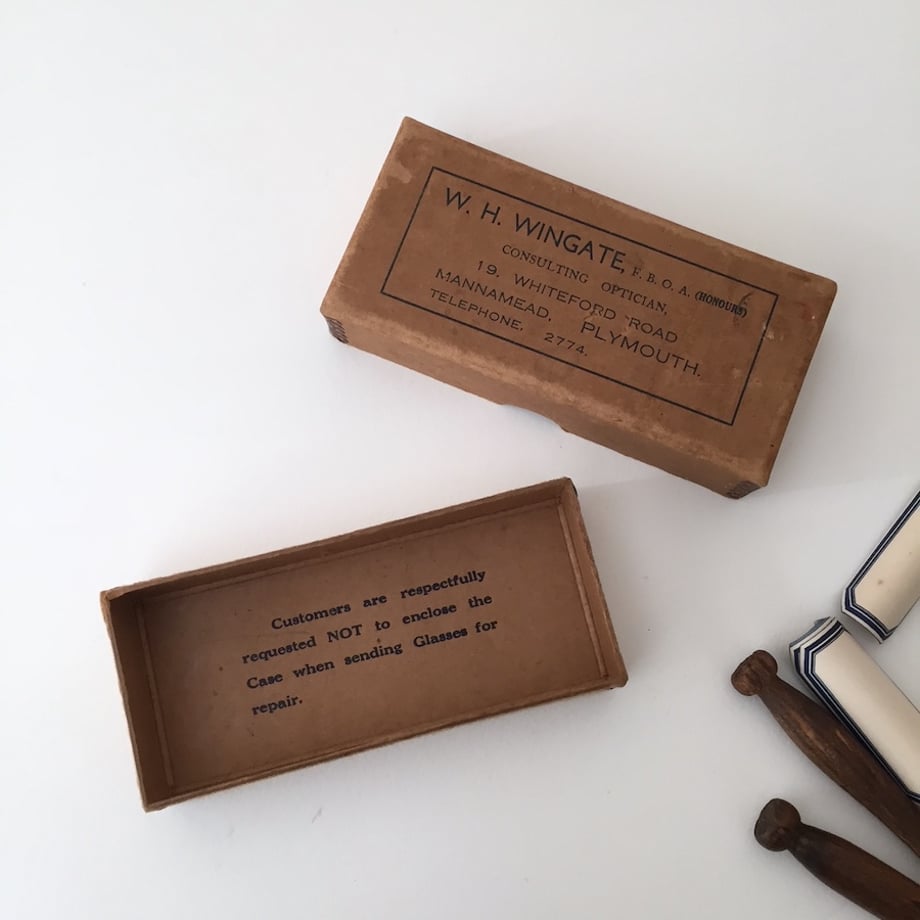 W. H. WINGATE, F. B. O. A. (HONOURS)
CONSULTING OPTICIAN,
19, WHITEFORD ROAD
MANNAMEAD, PLYMOUTH.
TELEPHONE, 2774.
Customers are respectfully
requested NOT to enclose the
Case when sending Glasses for
repair.